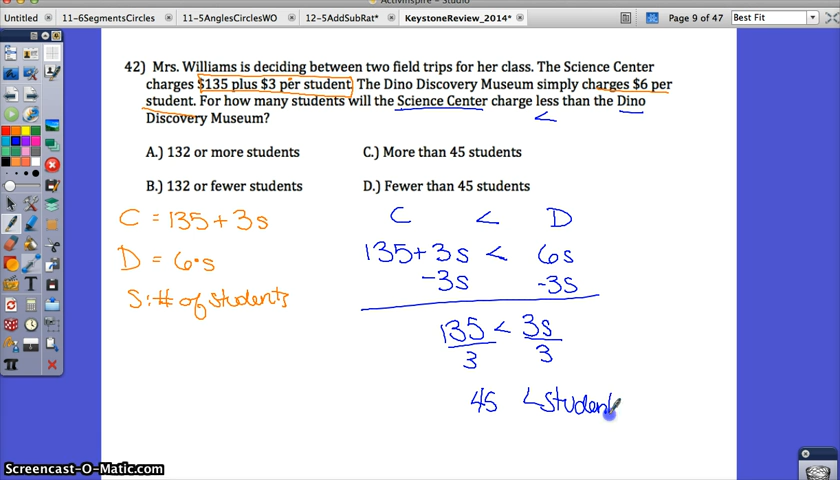 ActivInspire - Studio
Untitled
11-6SegmentsCircles
11-5AnglesCirclesWO
12-5AddSubRat*
KeystoneReview_2014*
Page 9 of 47
Best Fit
42) Mrs. Williams is deciding between two field trips for her class. The Science Center
charges $135 plus $3 per student. The Dino Discovery Museum simply charges $6 per
student. For how many students will the Science Center charge less than the Dino
Discovery Museum?
<
A.) 132 or more students
C.) More than 45 students
B.) 132 or fewer students
D.) Fewer than 45 students
C = 135 + 3s
D = 6·s
S: # of students
C < D
135 + 3s < 6s
-3s -3s
135 < 3s
3 3
45 < student
Screencast-O-Matic.com